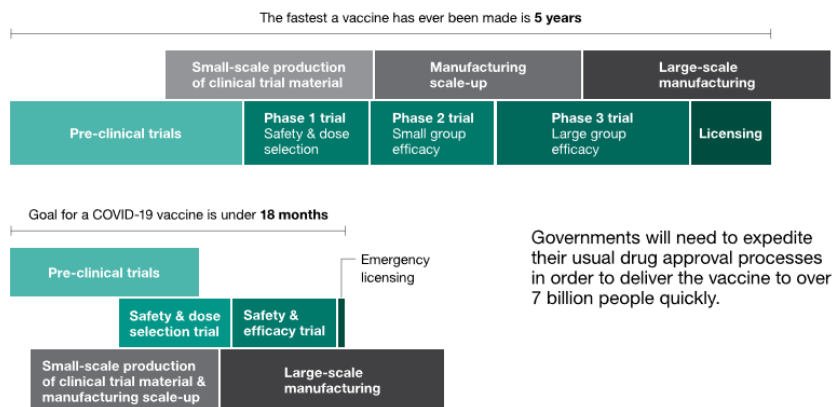 The fastest a vaccine has ever been made is 5 years
Small-scale production
of clinical trial material
Manufacturing
scale-up
Large-scale
manufacturing
Pre-clinical trials
Phase 1 trial
Safety & dose
selection
Phase 2 trial
Small group
efficacy
Phase 3 trial
Large group
efficacy
Licensing
Goal for a COVID-19 vaccine is under 18 months
Pre-clinical trials
Emergency
licensing
Safety & dose
selection trial
Safety &
efficacy trial
Small-scale production
of clinical trial material &
manufacturing scale-up
Large-scale
manufacturing
Governments will need to expedite
their usual drug approval processes
in order to deliver the vaccine to over
7 billion people quickly.